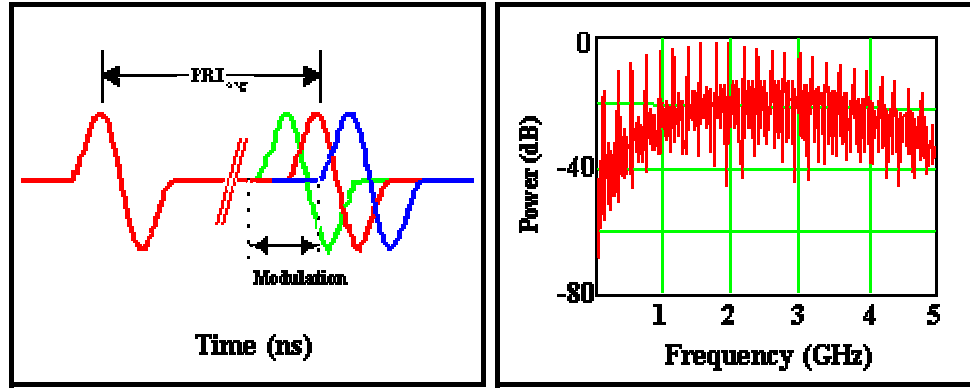 PRI
Modulation
Time (ns)
0
-40
-80
Power (dB)
1 2 3 4 5
Frequency (GHz)